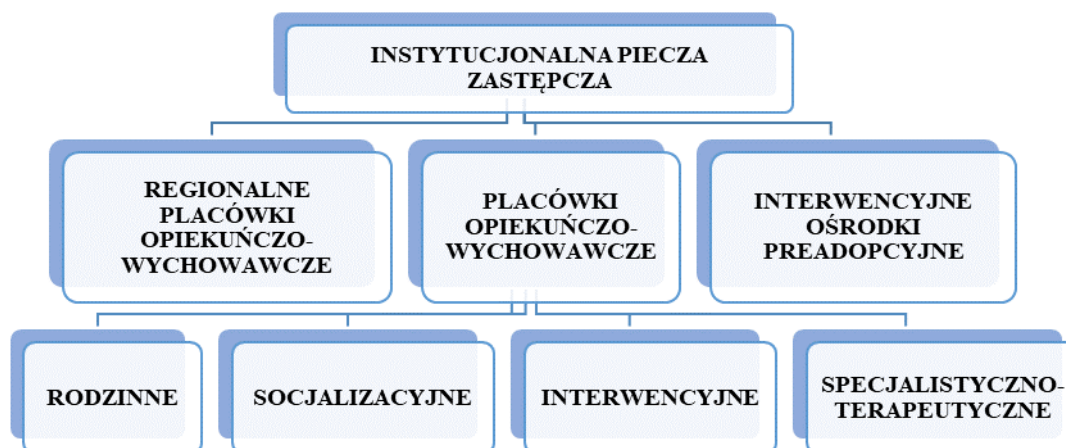 INSTYTUCJONALNA PIECZA
ZASTĘPCZA
REGIONALNE
PLACÓWKI
OPIEKUŃCZO-
WYCHOWAWCZE
PLACÓWKI
OPIEKUŃCZO-
WYCHOWAWCZE
INTERWENCYJNE
OŚRODKI
PREADOPCYJNE
RODZINNE
SOCJALIZACYJNE
INTERWENCYJNE
SPECJALISTYCZNO-
TERAPEUTYCZNE